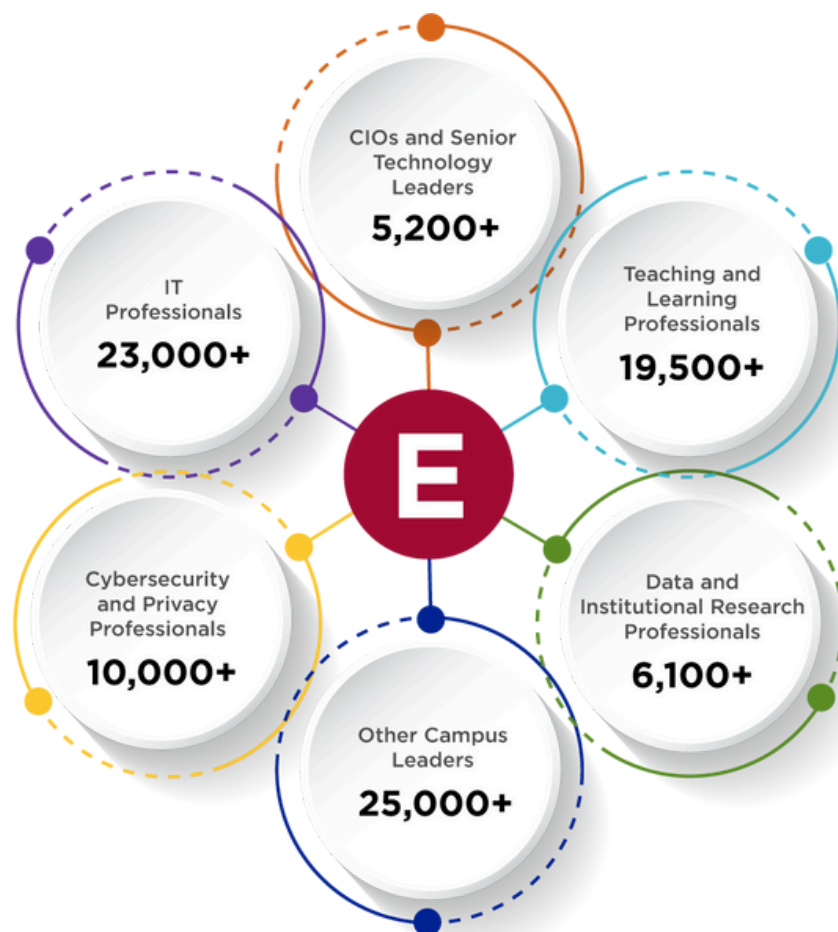 CIOs and Senior
Technology
Leaders
5,200+
IT
Professionals
23,000+
Teaching and
Learning
Professionals
19,500+
E
Cybersecurity
and Privacy
Professionals
10,000+
Data and
Institutional Research
Professionals
6,100+
Other Campus
Leaders
25,000+